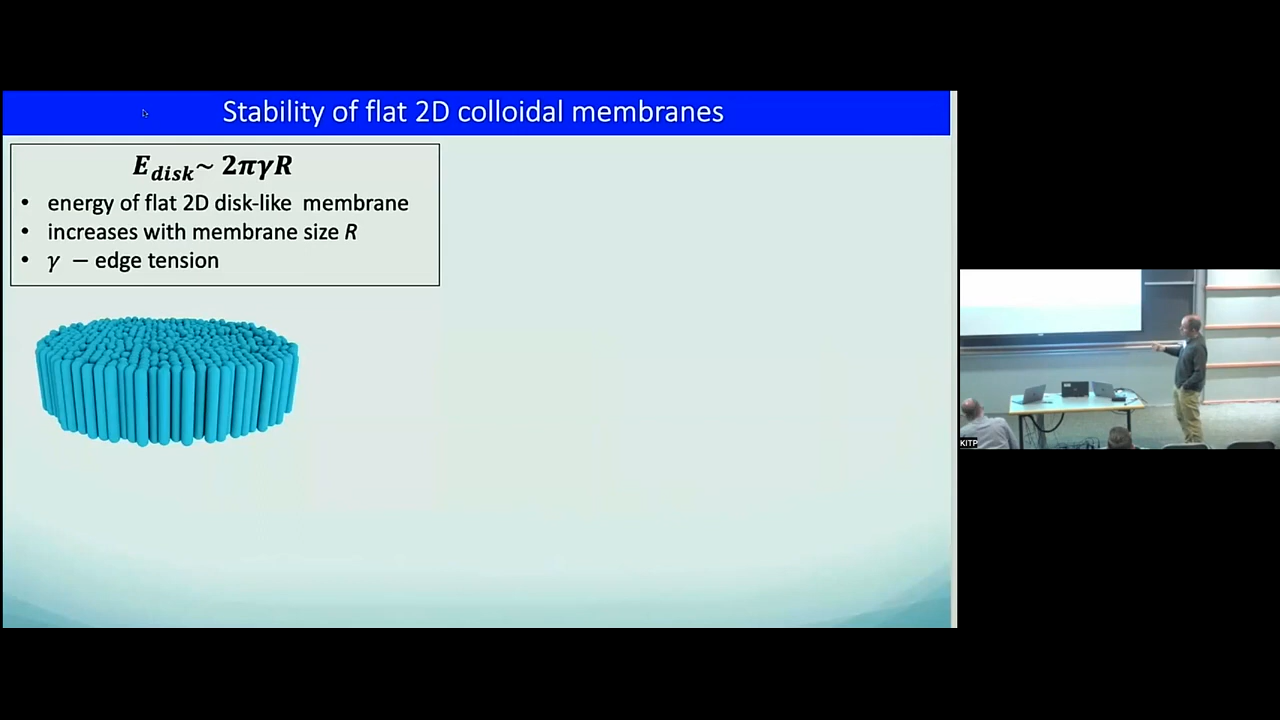 Stability of flat 2D colloidal membranes
E_disk ~ 2πγR
• energy of flat 2D disk-like membrane
• increases with membrane size R
• γ – edge tension
KITP